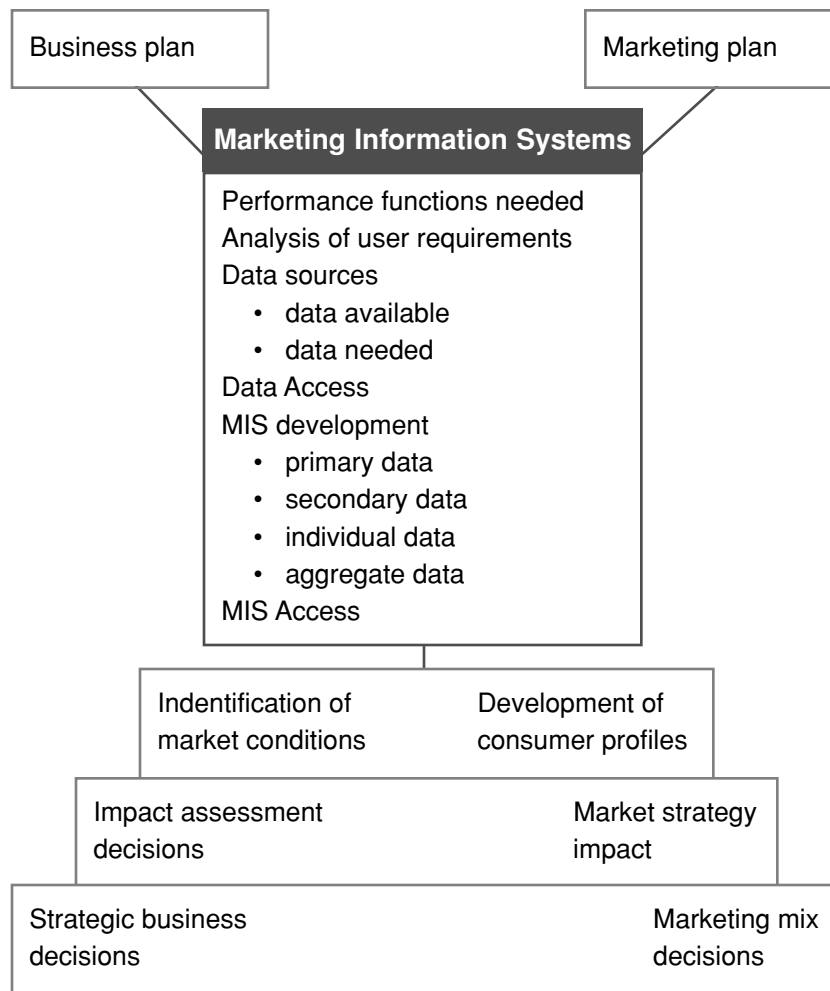 Business plan
Marketing plan
Marketing Information Systems
Performance functions needed
Analysis of user requirements
Data sources
• data available
• data needed
Data Access
MIS development
• primary data
• secondary data
• individual data
• aggregate data
MIS Access
Indentification of
market conditions
Development of
consumer profiles
Impact assessment
decisions
Market strategy
impact
Strategic business
decisions
Marketing mix
decisions